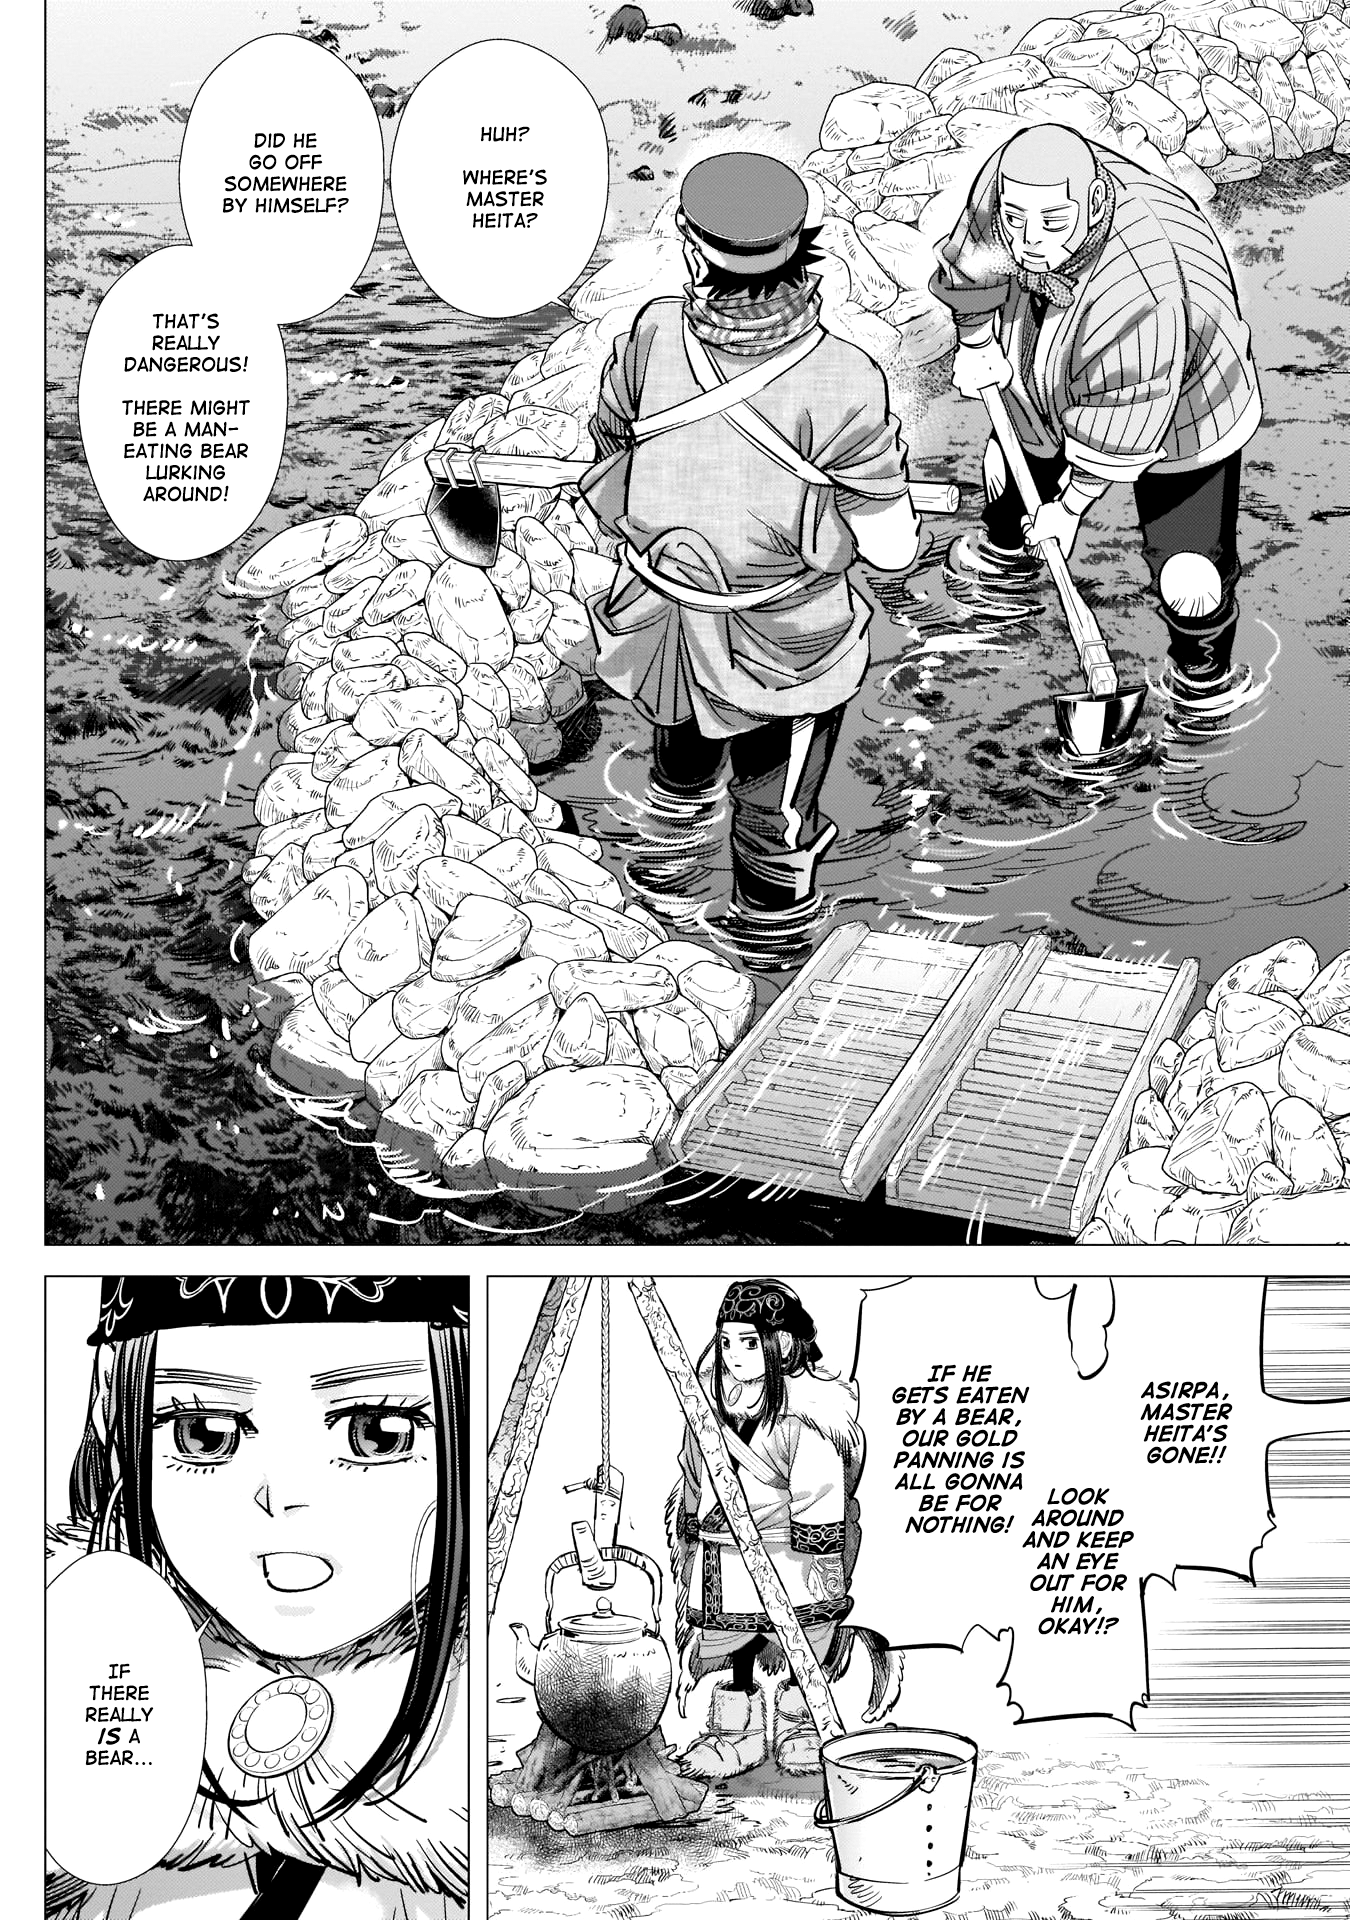 HUH?
WHERE'S
MASTER
HEITA?
DID HE
GO OFF
SOMEWHERE
BY HIMSELF?
THAT'S
REALLY
DANGEROUS!
THERE MIGHT
BE A MAN-
EATING BEAR
LURKING
AROUND!
ASIRPA,
MASTER
HEITA'S
GONE!!
LOOK
AROUND
AND KEEP
AN EYE
OUT FOR
HIM,
OKAY!?
IF HE
GETS EATEN
BY A BEAR,
OUR GOLD
PANNING IS
ALL GONNA
BE FOR
NOTHING!
IF
THERE
REALLY
IS A
BEAR...